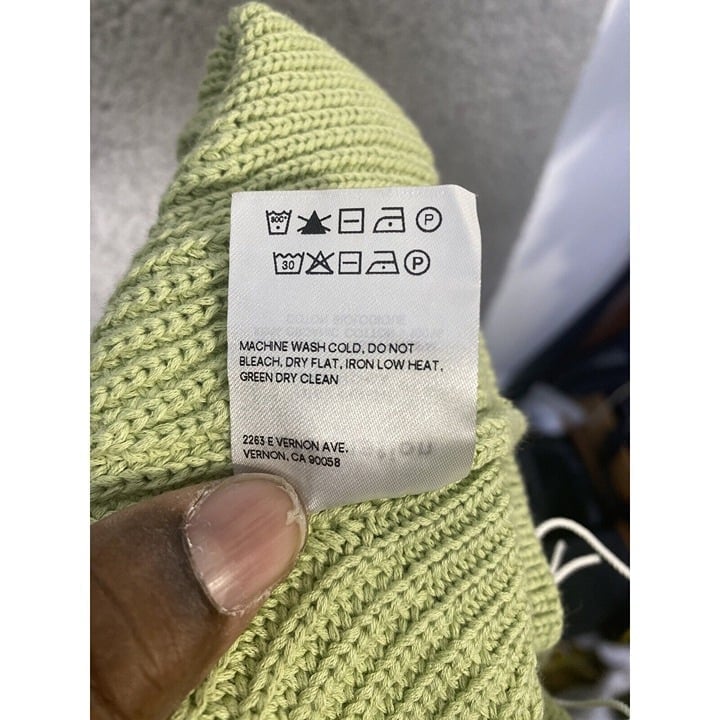 80C°
P
30
P
MACHINE WASH COLD, DO NOT
BLEACH, DRY FLAT, IRON LOW HEAT,
GREEN DRY CLEAN
2263 E VERNON AVE.
VERNON, CA 90058